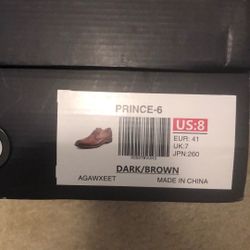 PRINCE-6
US:8
EUR: 41
UK:7
JPN:260
DARK/BROWN
AGAWXEET
MADE IN CHINA